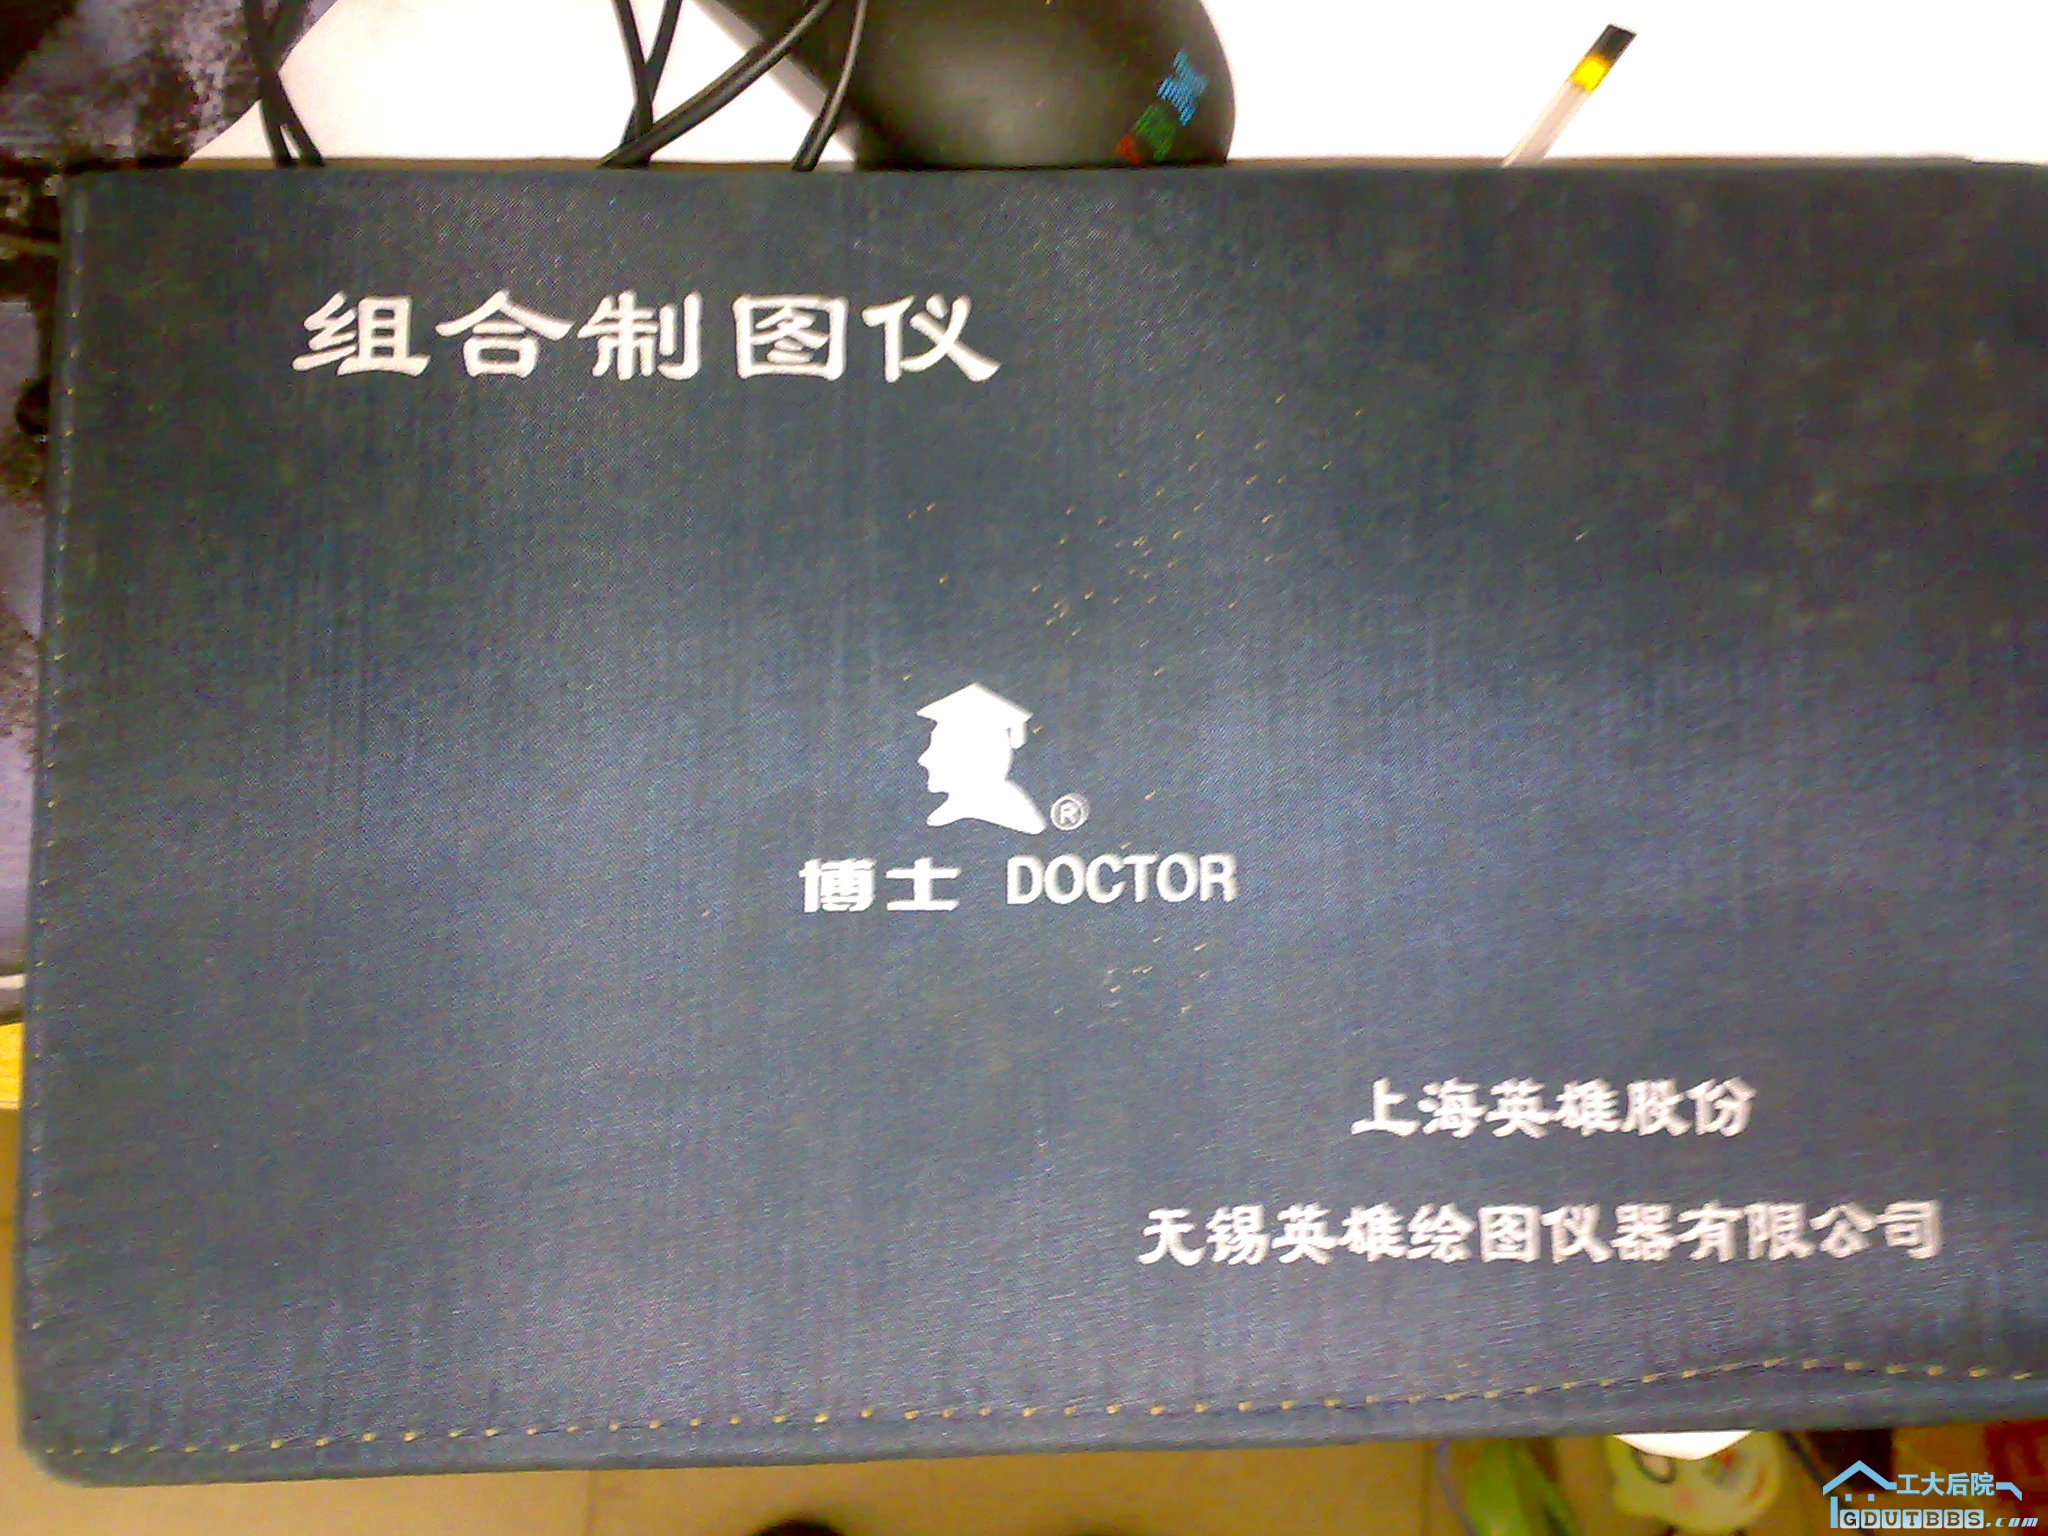 组合制图仪
®
博士 DOCTOR
上海英雄股份
无锡英雄绘图仪器有限公司
工大后院
GDUTBBS.com